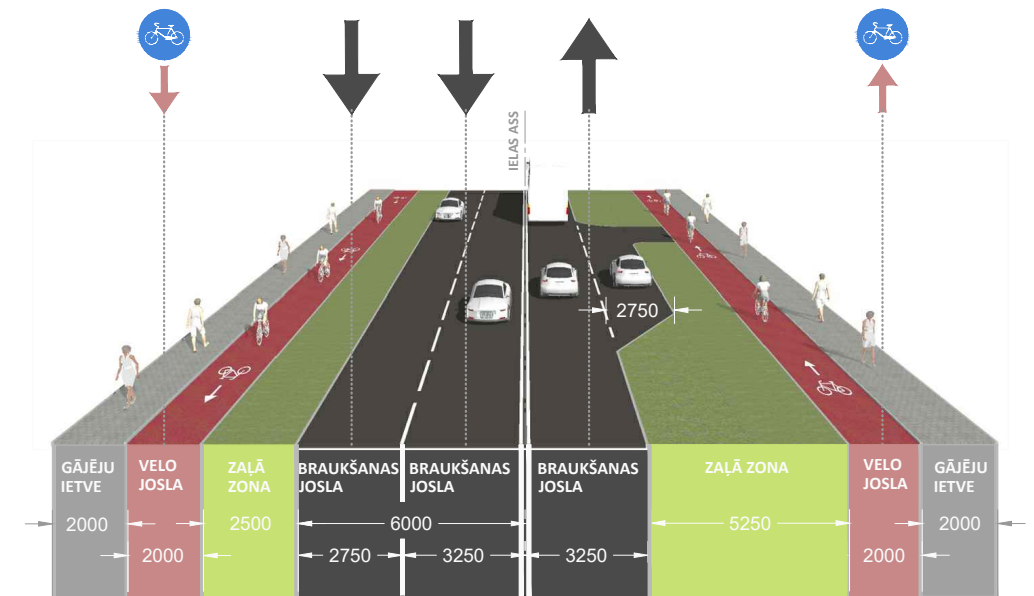 IELAS ASS
2750
GĀJĒJU
IETVE
VELO
JOSLA
ZAĻĀ
ZONA
BRAUKŠANAS
JOSLA
BRAUKŠANAS
JOSLA
BRAUKŠANAS
JOSLA
ZAĻĀ ZONA
VELO
JOSLA
GĀJĒJU
IETVE
2000
2500
6000
5250
2000
2000
2750
3250
3250
2000